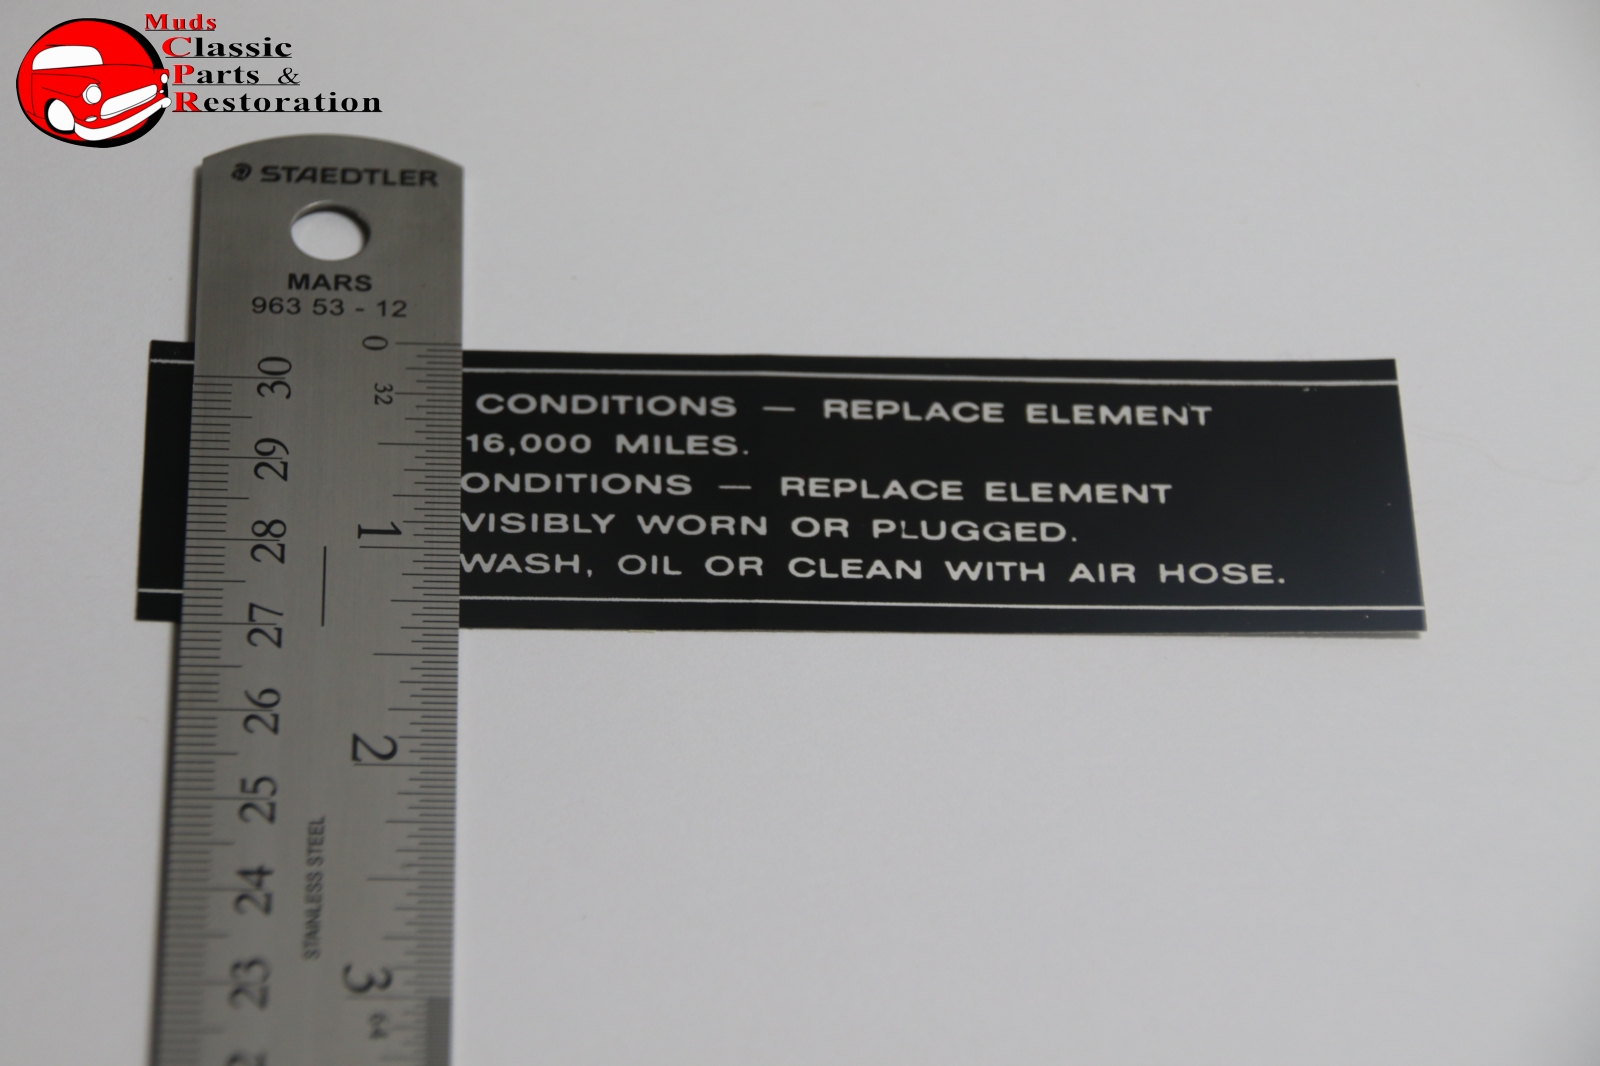 Muds
Classic
Parts &
Restoration
STAEDTLER
MARS
963 53 - 12
0
32
1
2
3
64
30
29
28
27
26
25
24
23
STAINLESS STEEL
CONDITIONS — REPLACE ELEMENT
16,000 MILES.
ONDITIONS — REPLACE ELEMENT
VISIBLY WORN OR PLUGGED.
WASH, OIL OR CLEAN WITH AIR HOSE.